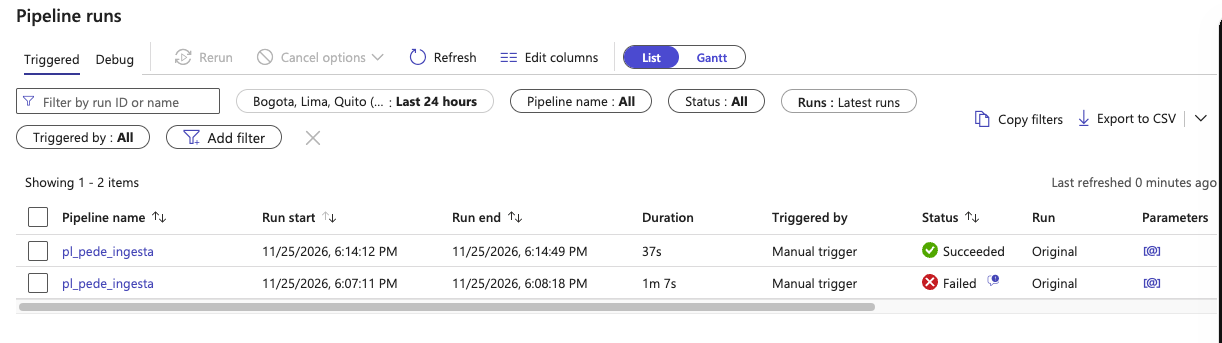 Pipeline runs
Triggered Debug Rerun Cancel options Refresh Edit columns List Gantt
Filter by run ID or name Bogota, Lima, Quito (... : Last 24 hours Pipeline name : All Status : All Runs : Latest runs
Copy filters Export to CSV
Triggered by : All Add filter
Showing 1 - 2 items Last refreshed 0 minutes ago
Pipeline name Run start Run end Duration Triggered by Status Run Parameters
pl_pede_ingesta 11/25/2026, 6:14:12 PM 11/25/2026, 6:14:49 PM 37s Manual trigger Succeeded Original [@]
pl_pede_ingesta 11/25/2026, 6:07:11 PM 11/25/2026, 6:08:18 PM 1m 7s Manual trigger Failed Original [@]